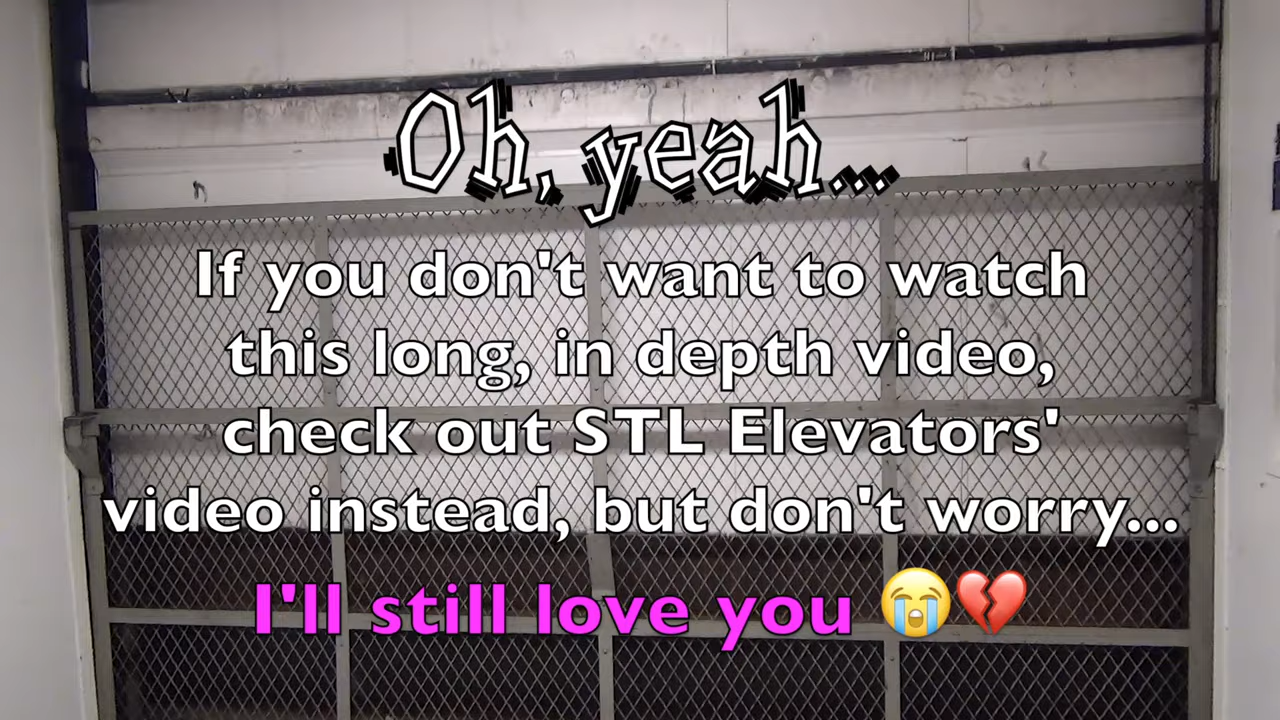 Oh, yeah...
If you don't want to watch
this long, in depth video,
check out STL Elevators'
video instead, but don't worry...
I'll still love you 😭💔